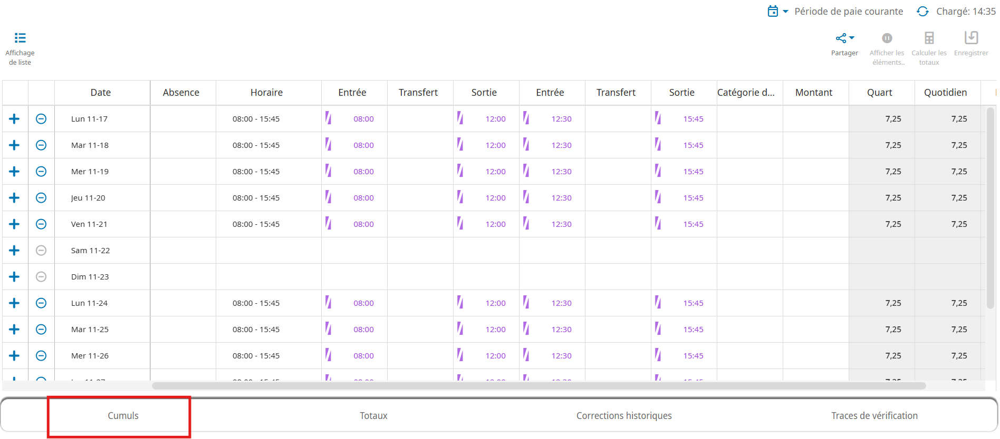 Période de paie courante Chargé: 14:35
Affichage de liste
Partager Afficher les éléments.. Calculer les totaux Enregistrer
Date Absence Horaire Entrée Transfert Sortie Entrée Transfert Sortie Catégorie d... Montant Quart Quotidien
Lun 11-17 08:00 - 15:45 08:00 12:00 12:30 15:45 7,25 7,25
Mar 11-18 08:00 - 15:45 08:00 12:00 12:30 15:45 7,25 7,25
Mer 11-19 08:00 - 15:45 08:00 12:00 12:30 15:45 7,25 7,25
Jeu 11-20 08:00 - 15:45 08:00 12:00 12:30 15:45 7,25 7,25
Ven 11-21 08:00 - 15:45 08:00 12:00 12:30 15:45 7,25 7,25
Sam 11-22
Dim 11-23
Lun 11-24 08:00 - 15:45 08:00 12:00 12:30 15:45 7,25 7,25
Mar 11-25 08:00 - 15:45 08:00 12:00 12:30 15:45 7,25 7,25
Mer 11-26 08:00 - 15:45 08:00 12:00 12:30 15:45 7,25 7,25
Cumuls Totaux Corrections historiques Traces de vérification